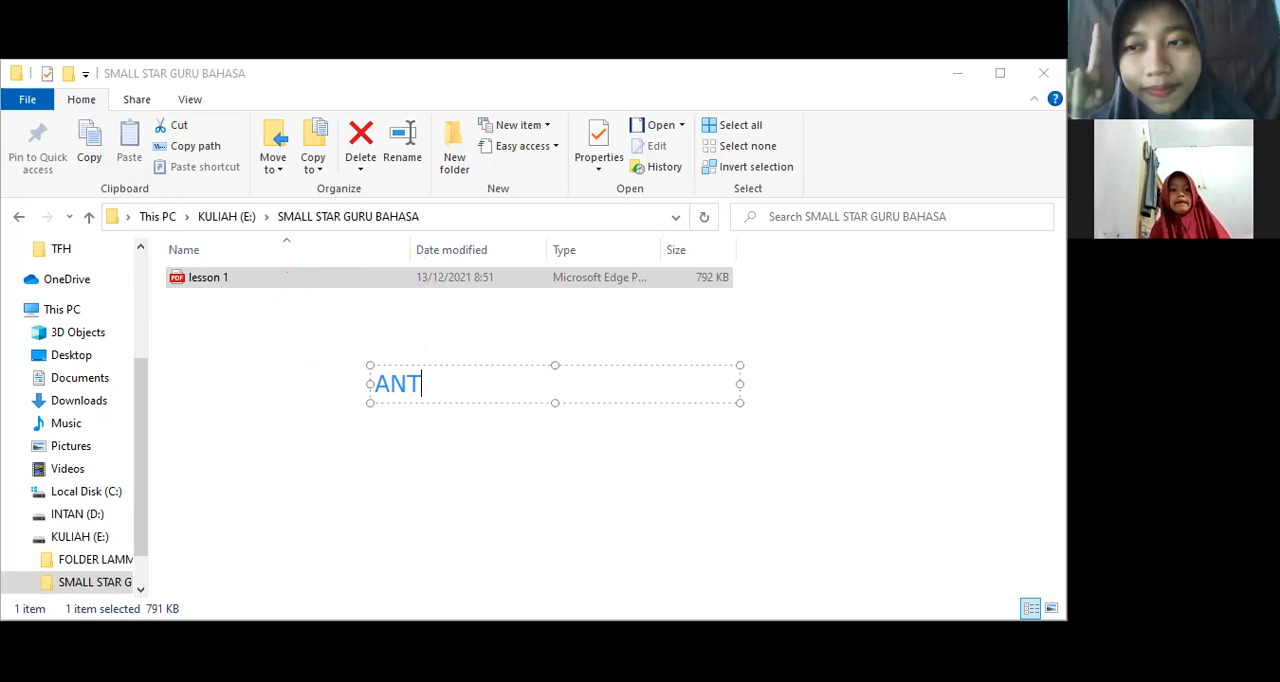 SMALL STAR GURU BAHASA
File Home Share View
Pin to Quick access
Copy
Paste
Cut
Copy path
Paste shortcut
Clipboard
Move to
Copy to
Delete
Rename
Organize
New folder
New item
Easy access
New
Properties
Open
Edit
History
Open
Select all
Select none
Invert selection
Select
This PC > KULIAH (E:) > SMALL STAR GURU BAHASA
Search SMALL STAR GURU BAHASA
Name Date modified Type Size
lesson 1 13/12/2021 8:51 Microsoft Edge P... 792 KB
TFH
OneDrive
This PC
3D Objects
Desktop
Documents
Downloads
Music
Pictures
Videos
Local Disk (C:)
INTAN (D:)
KULIAH (E:)
FOLDER LAMM
SMALL STAR G
ANT
1 item 1 item selected 791 KB